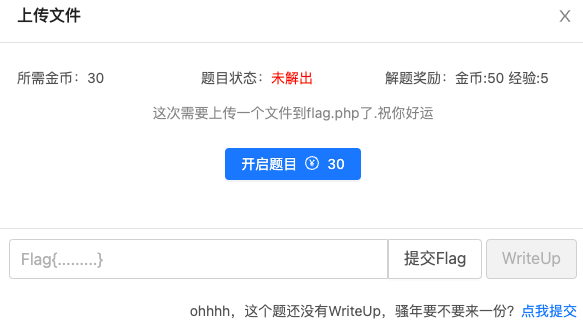 上传文件
所需金币：30 题目状态：未解出 解题奖励：金币:50 经验:5
这次需要上传一个文件到flag.php了.祝你好运
开启题目 ¥ 30
Flag{.........} 提交Flag WriteUp
ohhhh，这个题还没有WriteUp，骚年要不要来一份？点我提交